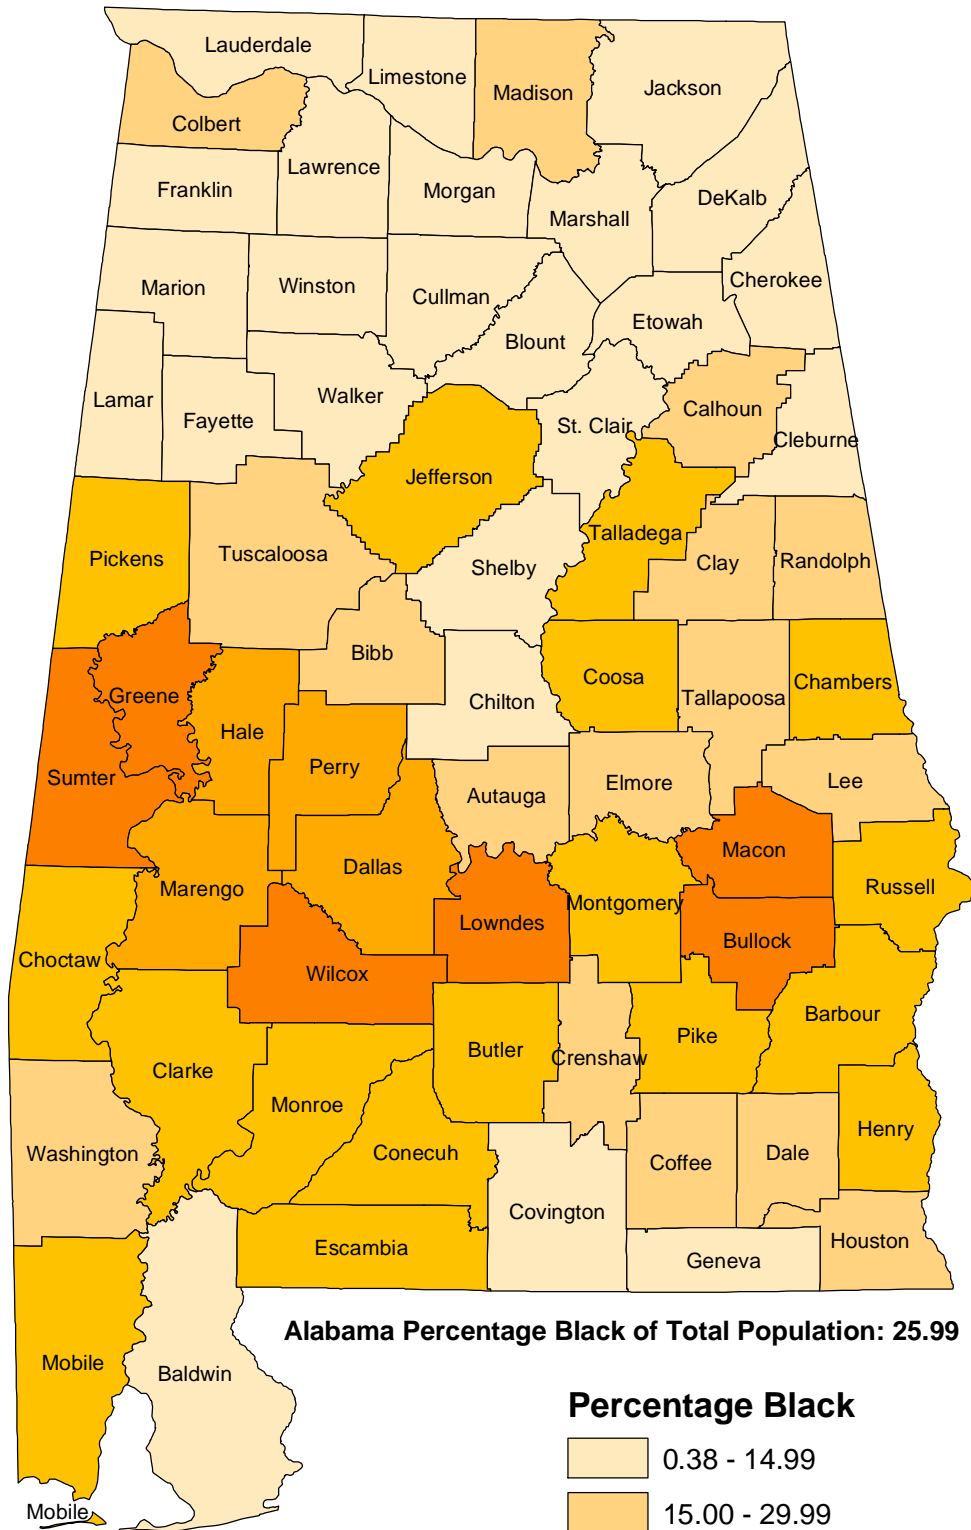 Lauderdale
Limestone
Madison
Jackson
Colbert
Lawrence
Franklin
Morgan
DeKalb
Marshall
Marion
Winston
Cullman
Cherokee
Etowah
Blount
Lamar
Walker
Fayette
St. Clair
Calhoun
Cleburne
Jefferson
Talladega
Pickens
Tuscaloosa
Shelby
Clay
Randolph
Bibb
Coosa
Chambers
Greene
Chilton
Tallapoosa
Hale
Perry
Sumter
Autauga
Elmore
Lee
Dallas
Macon
Marengo
Russell
Montgomery
Lowndes
Bullock
Choctaw
Wilcox
Barbour
Pike
Butler
Crenshaw
Clarke
Monroe
Henry
Washington
Conecuh
Coffee
Dale
Covington
Escambia
Houston
Geneva
Alabama Percentage Black of Total Population: 25.99
Mobile
Baldwin
Percentage Black
0.38 - 14.99
15.00 - 29.99
Mobile